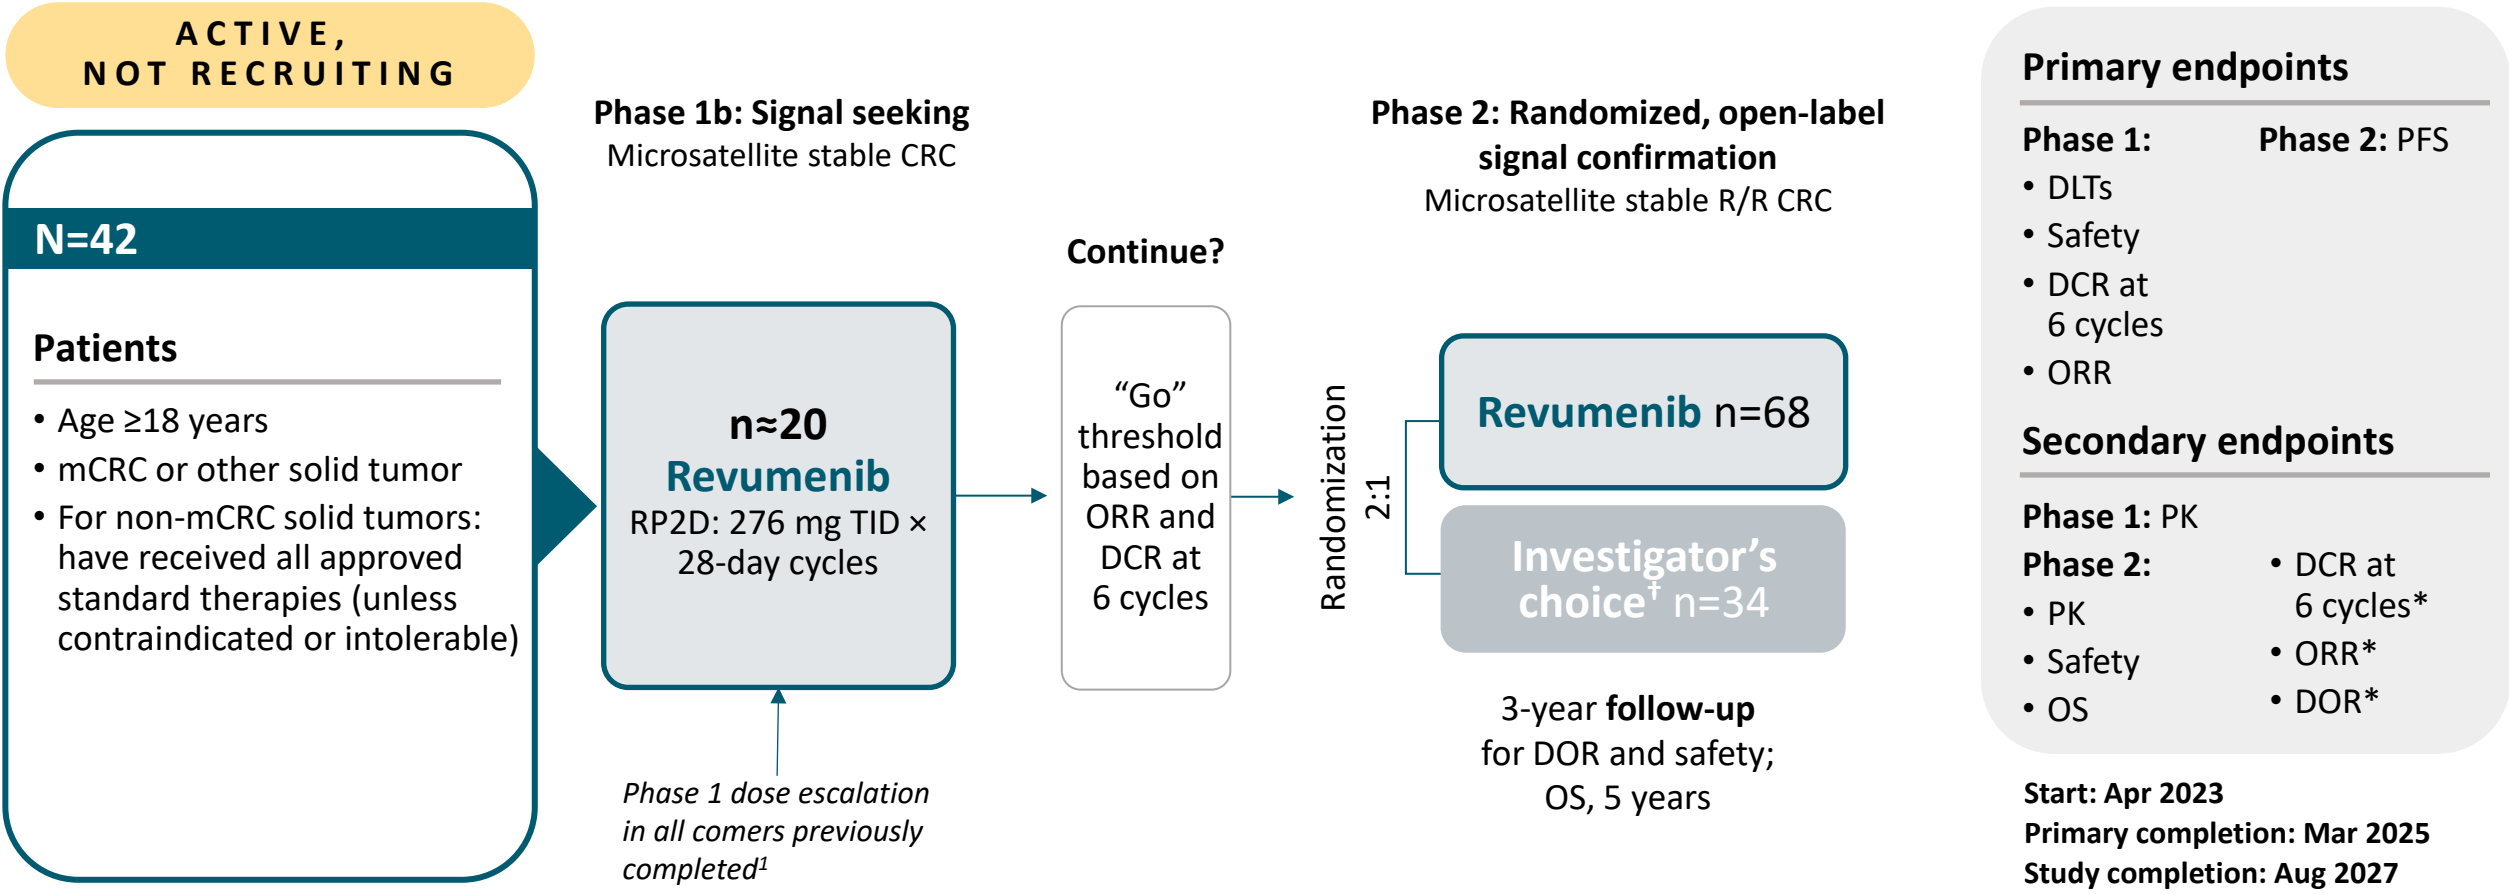 ACTIVE,
NOT RECRUITING
N=42
Patients
• Age ≥18 years
• mCRC or other solid tumor
• For non-mCRC solid tumors:
have received all approved
standard therapies (unless
contraindicated or intolerable)
Phase 1b: Signal seeking
Microsatellite stable CRC
n≈20
Revumenib
RP2D: 276 mg TID ×
28-day cycles
Phase 1 dose escalation
in all comers previously
completed¹
Continue?
“Go”
threshold
based on
ORR and
DCR at
6 cycles
Phase 2: Randomized, open-label
signal confirmation
Microsatellite stable R/R CRC
Randomization
2:1
Revumenib n=68
Investigator’s
choice† n=34
3-year follow-up
for DOR and safety;
OS, 5 years
Primary endpoints
Phase 1:
• DLTs
• Safety
• DCR at
6 cycles
• ORR
Phase 2: PFS
Secondary endpoints
Phase 1: PK
Phase 2:
• PK
• Safety
• OS
• DCR at
6 cycles*
• ORR*
• DOR*
Start: Apr 2023
Primary completion: Mar 2025
Study completion: Aug 2027